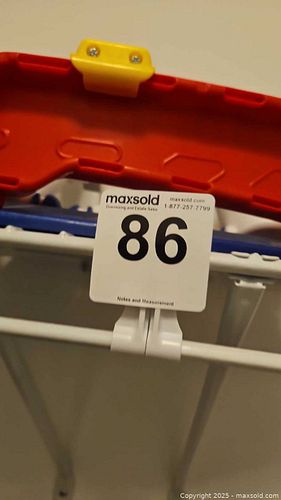 maxsold
maxsold.com
Downsizing and Estate Sales
1-877-257-7799
86
Notes and Measurement
Copyright 2025 - maxsold.com